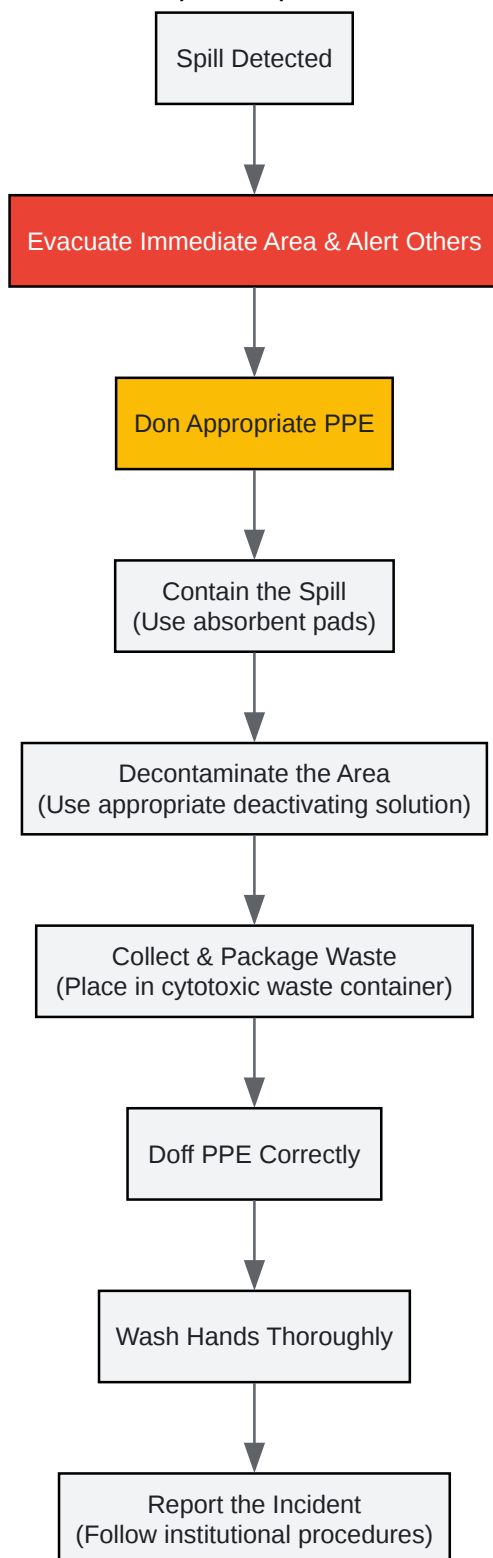 Spill Detected
Evacuate Immediate Area & Alert Others
Don Appropriate PPE
Contain the Spill
(Use absorbent pads)
Decontaminate the Area
(Use appropriate deactivating solution)
Collect & Package Waste
(Place in cytotoxic waste container)
Doff PPE Correctly
Wash Hands Thoroughly
Report the Incident
(Follow institutional procedures)